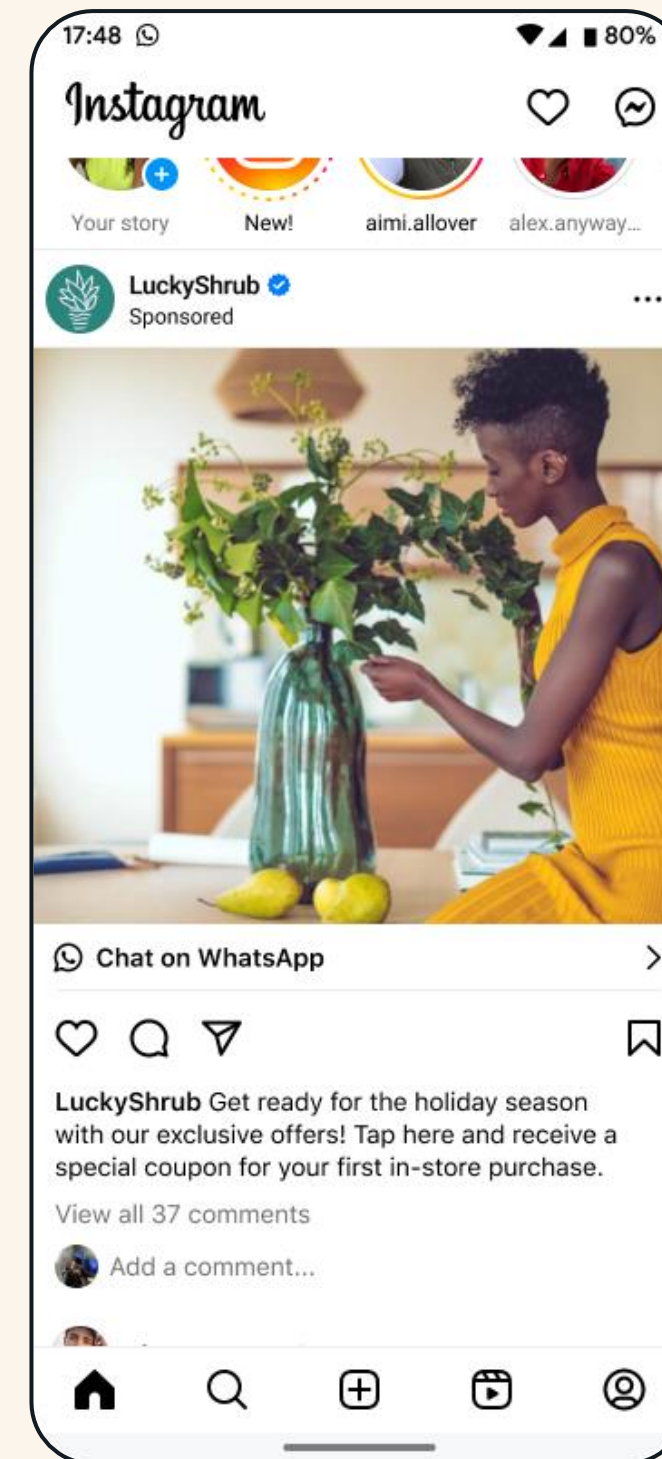 17:48
80%
Instagram
Your story
New!
aimi.allover
alex.anyway...
LuckyShrub
Sponsored
Chat on WhatsApp
LuckyShrub Get ready for the holiday season
with our exclusive offers! Tap here and receive a
special coupon for your first in-store purchase.
View all 37 comments
Add a comment...